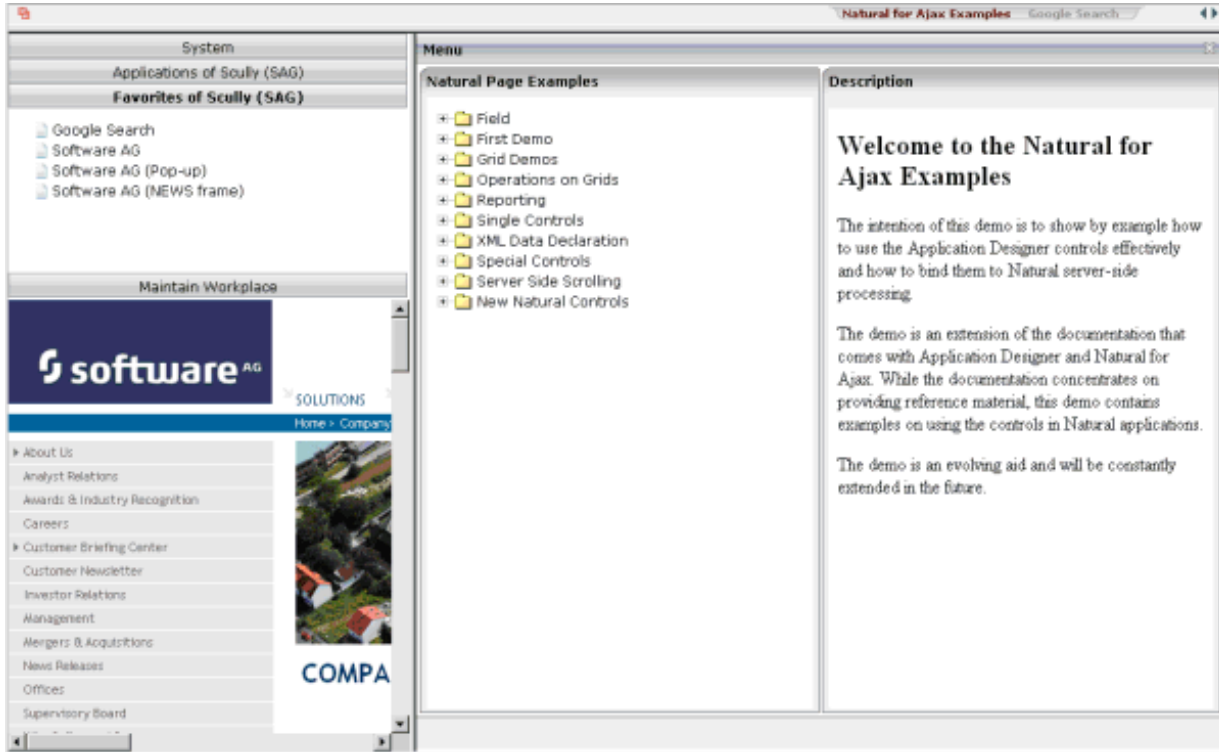 Natural for Ajax Examples Google Search
System
Applications of Scully (SAG)
Favorites of Scully (SAG)
Google Search
Software AG
Software AG (Pop-up)
Software AG (NEWS frame)
Maintain Workplace
software AG
SOLUTIONS
Home > Company
About Us
Analyst Relations
Awards & Industry Recognition
Careers
Customer Briefing Center
Customer Newsletter
Investor Relations
Management
Mergers & Acquisitions
News Releases
Offices
Supervisory Board
COMPA
Menu
Natural Page Examples
Field
First Demo
Grid Demos
Operations on Grids
Reporting
Single Controls
XML Data Declaration
Special Controls
Server Side Scrolling
New Natural Controls
Description
Welcome to the Natural for
Ajax Examples
The intention of this demo is to show by example how
to use the Application Designer controls effectively
and how to bind them to Natural server-side
processing.
The demo is an extension of the documentation that
comes with Application Designer and Natural for
Ajax. While the documentation concentrates on
providing reference material, this demo contains
examples on using the controls in Natural applications.
The demo is an evolving aid and will be constantly
extended in the future.